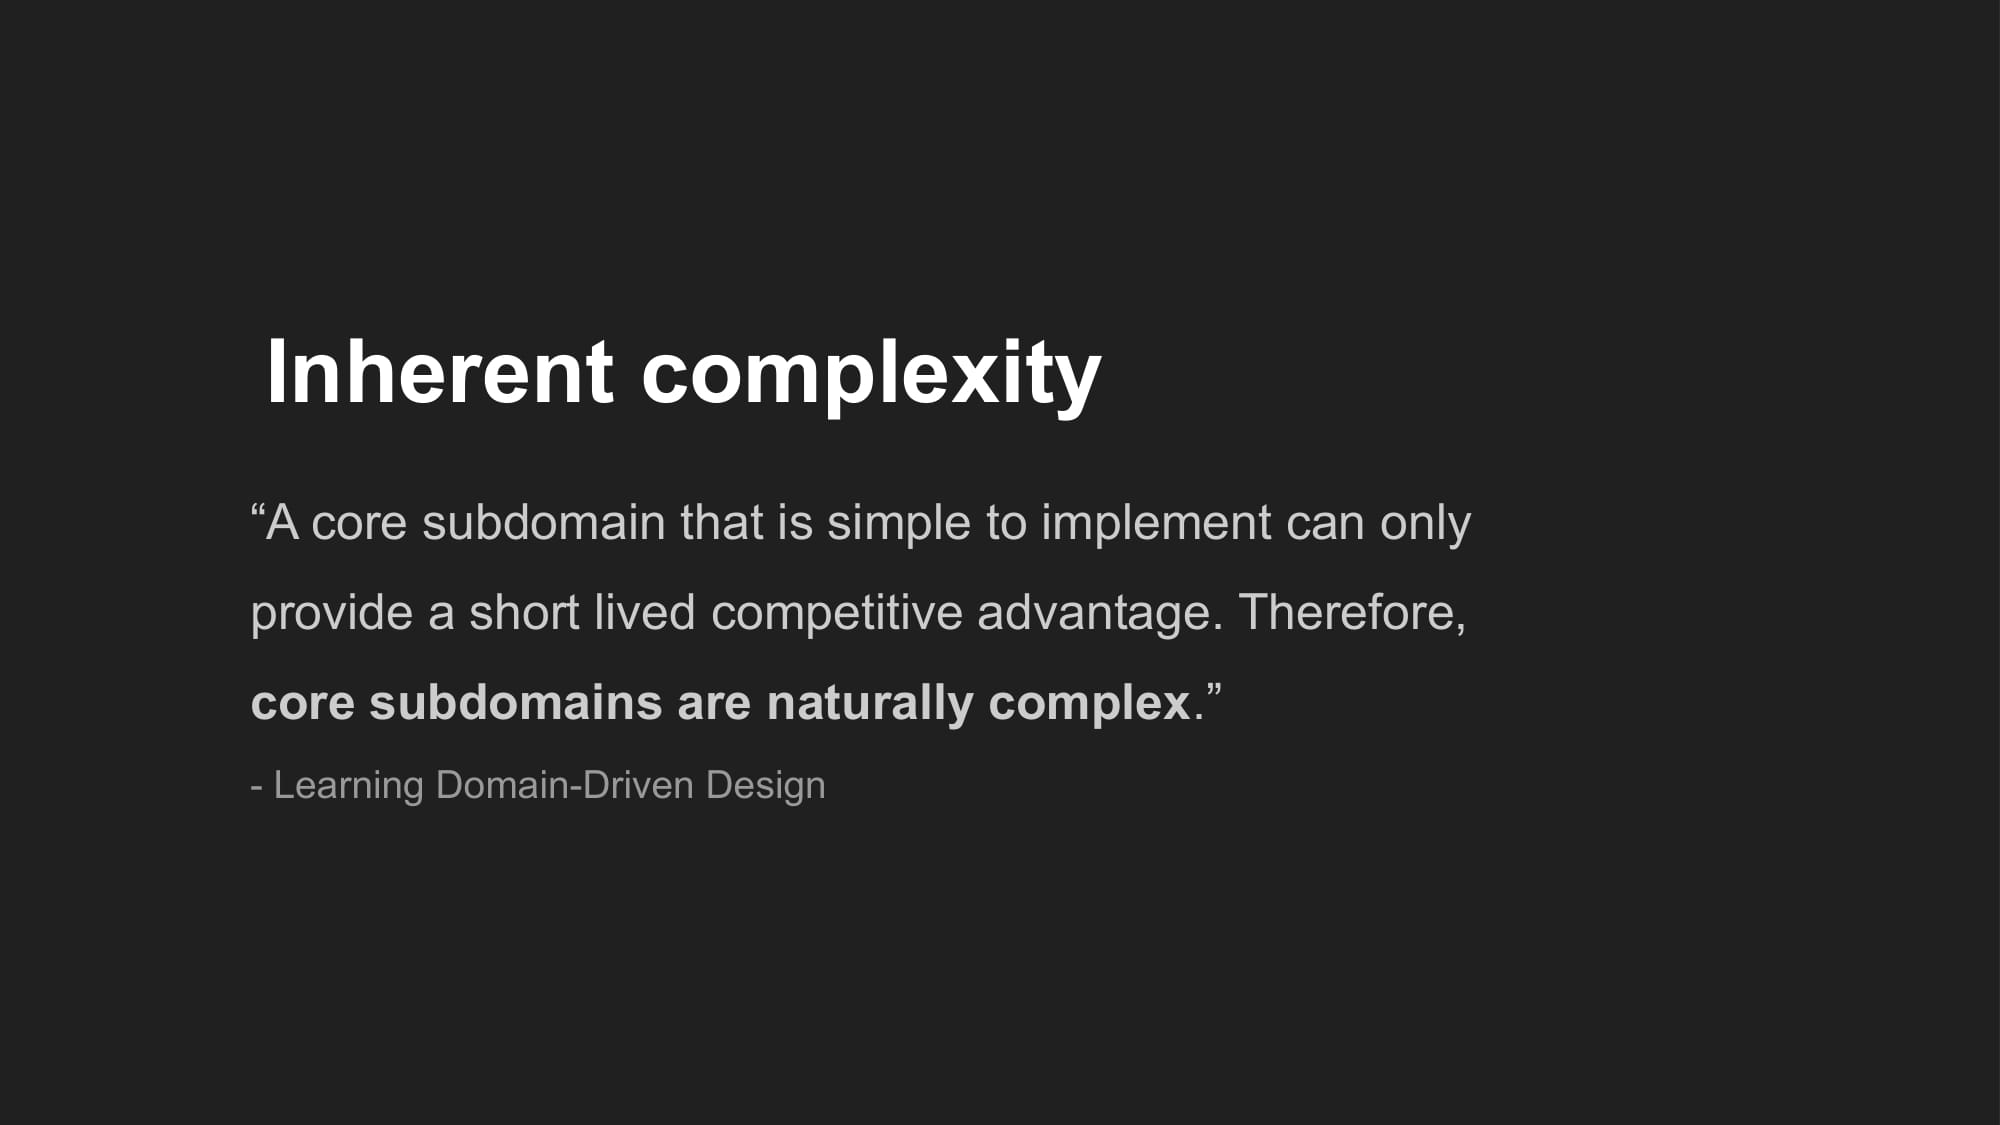 Inherent complexity
“A core subdomain that is simple to implement can only
provide a short lived competitive advantage. Therefore,
core subdomains are naturally complex.”
- Learning Domain-Driven Design